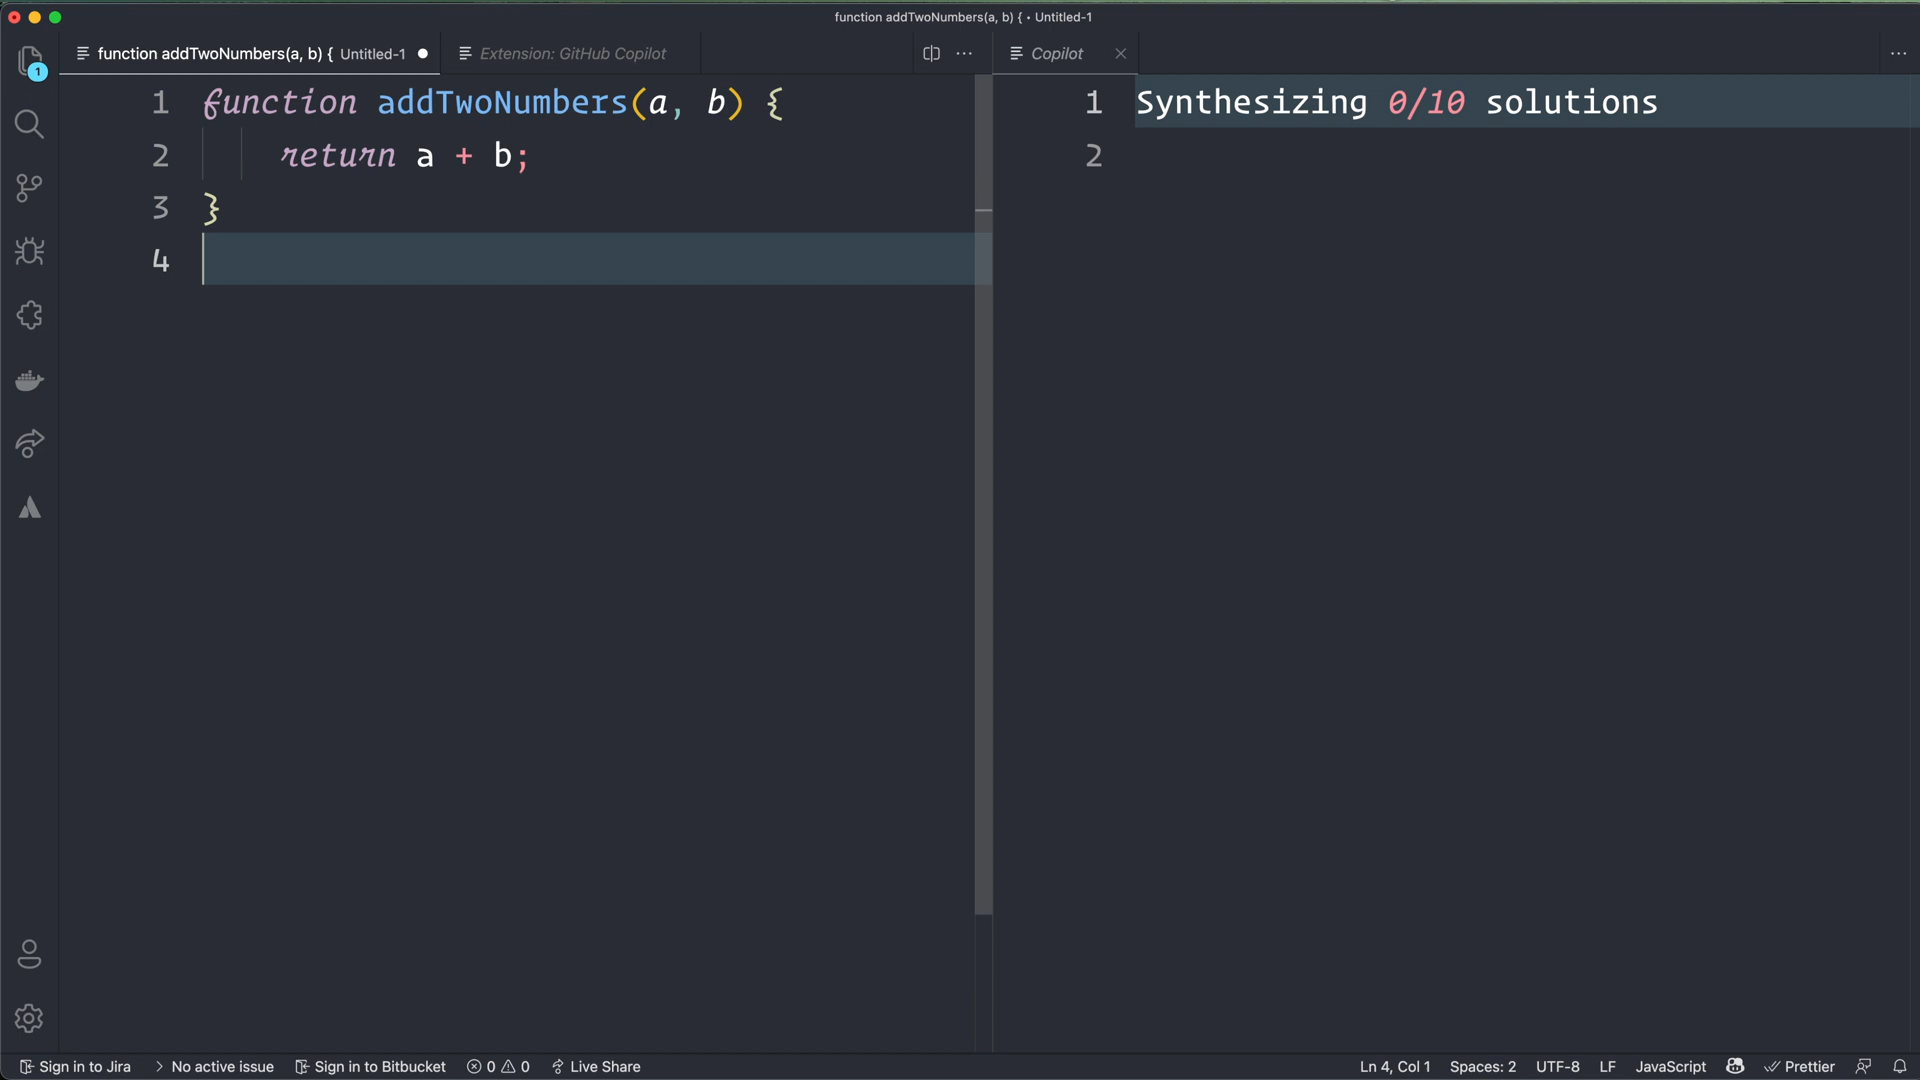 function addTwoNumbers(a, b) { • Untitled-1
function addTwoNumbers(a, b) { Untitled-1
Extension: GitHub Copilot
Copilot
1
1 function addTwoNumbers(a, b) {
2 return a + b;
3 }
4
1 Synthesizing 0/10 solutions
2
Sign in to Jira
No active issue
Sign in to Bitbucket
0 0
Live Share
Ln 4, Col 1
Spaces: 2
UTF-8
LF
JavaScript
Prettier